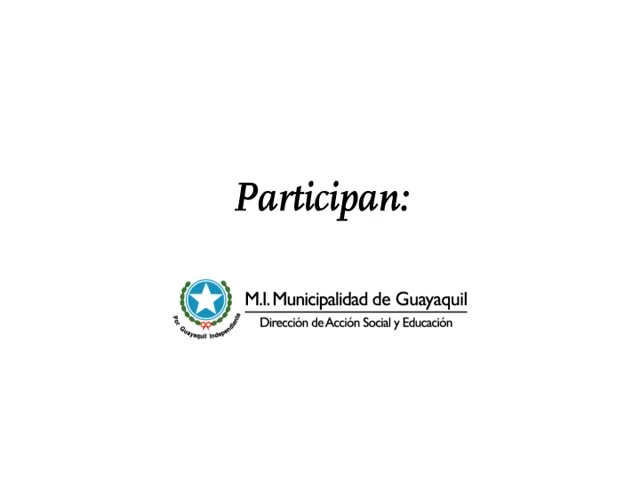 Participan:
M.I. Municipalidad de Guayaquil
Dirección de Acción Social y Educación
Por Guayaquil Independiente